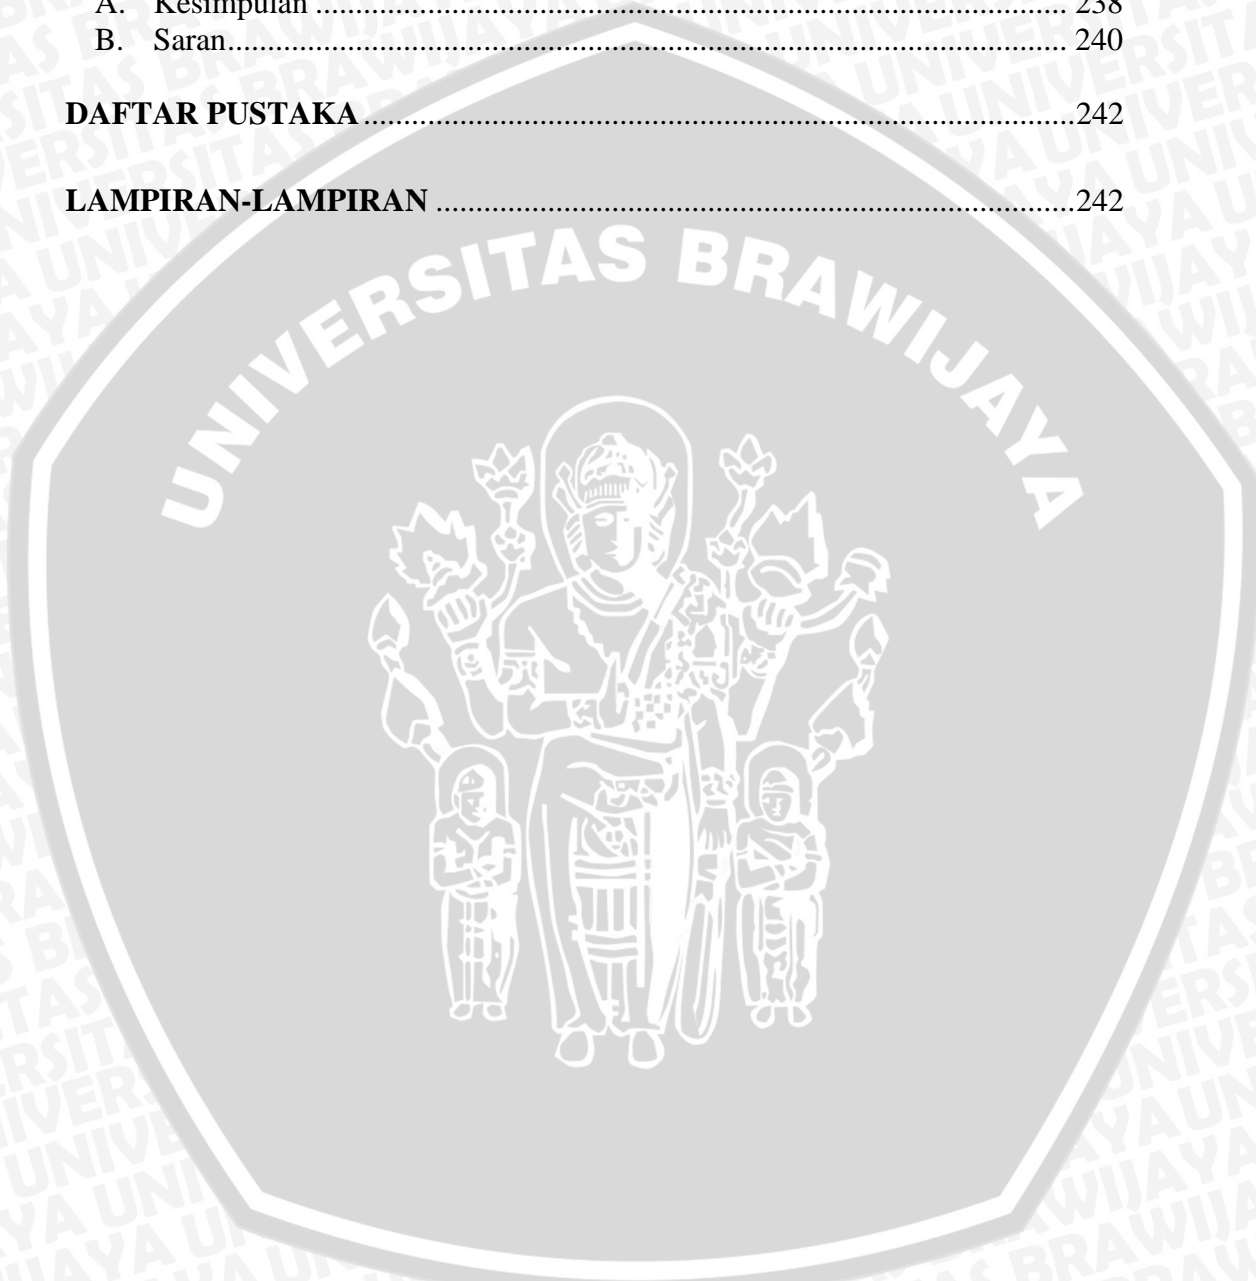 A. Kesimpulan ............................................................................................... 238
B. Saran.......................................................................................................... 240
DAFTAR PUSTAKA..........................................................................................242
LAMPIRAN-LAMPIRAN ................................................................................242
UNIVERSITAS BRAWIJAYA